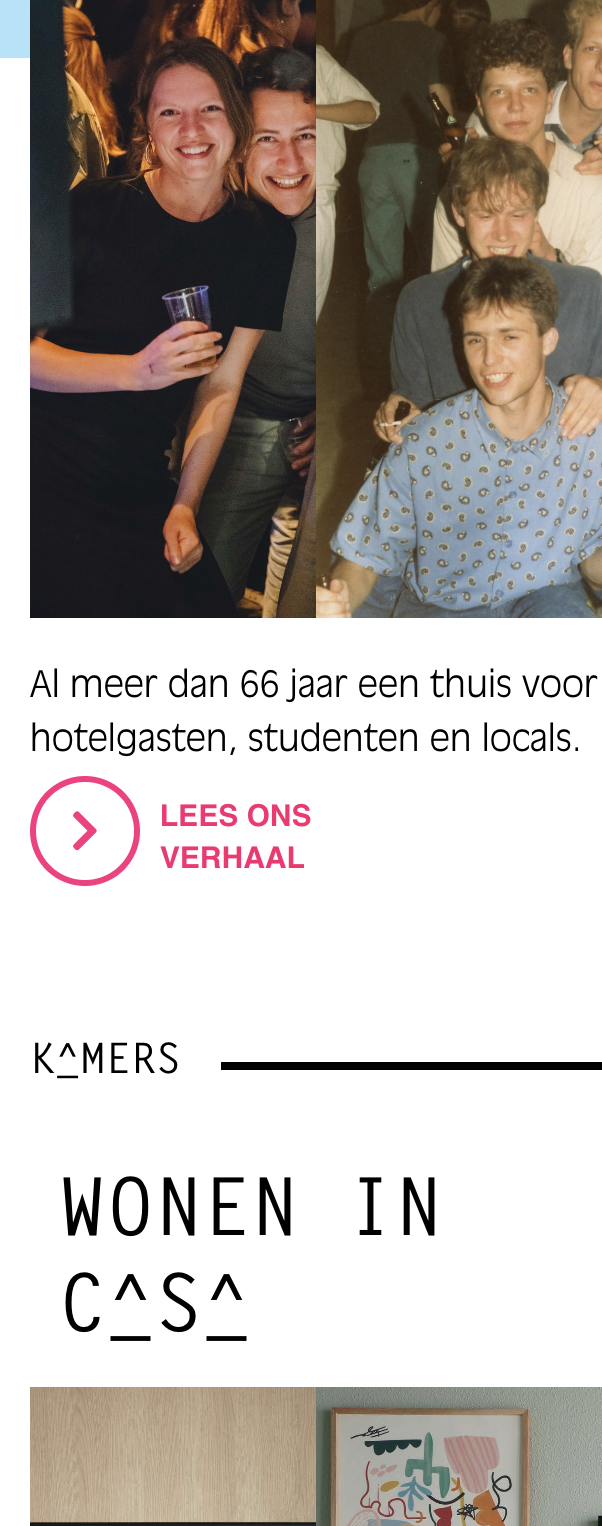 Al meer dan 66 jaar een thuis voor
hotelgasten, studenten en locals.
LEES ONS
VERHAAL
K^MERS
WONEN IN
C^S^